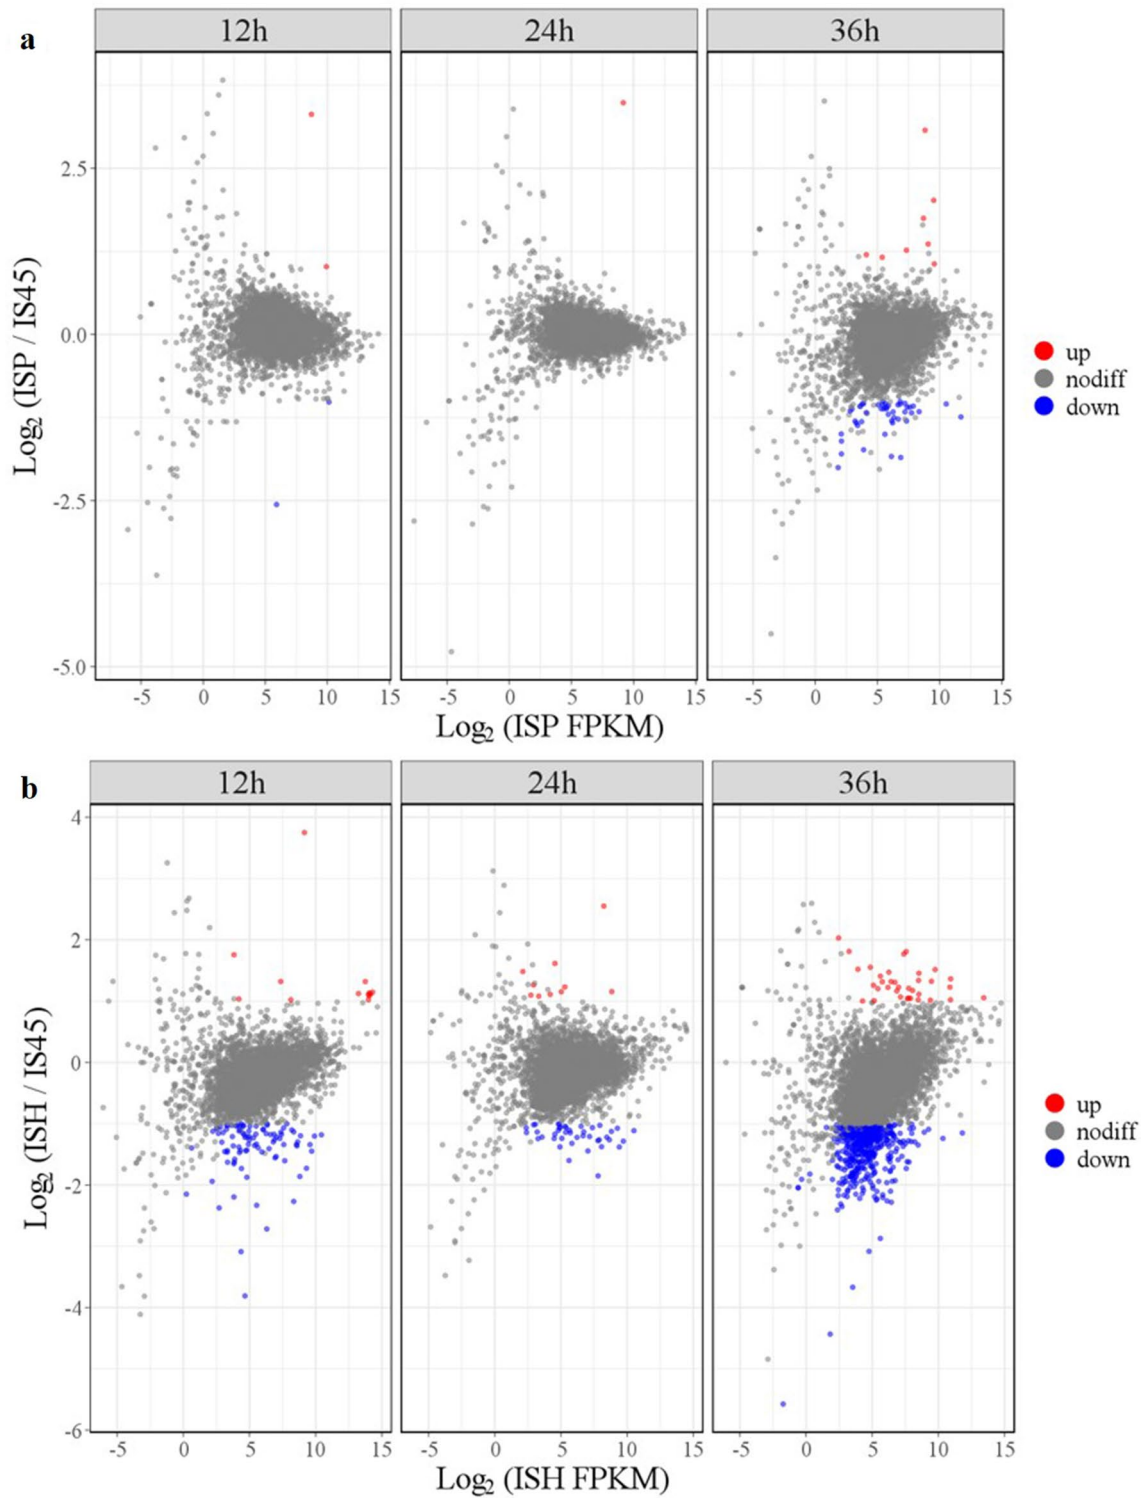 a
12h 24h 36h
2.5
0.0
-2.5
-5.0
Log2 (ISP / IS45)
-5 0 5 10 15 -5 0 5 10 15 -5 0 5 10 15
Log2 (ISP FPKM)
up
nodiff
down
b
12h 24h 36h
4
2
0
-2
-4
-6
Log2 (ISH / IS45)
-5 0 5 10 15 -5 0 5 10 15 -5 0 5 10 15
Log2 (ISH FPKM)
up
nodiff
down